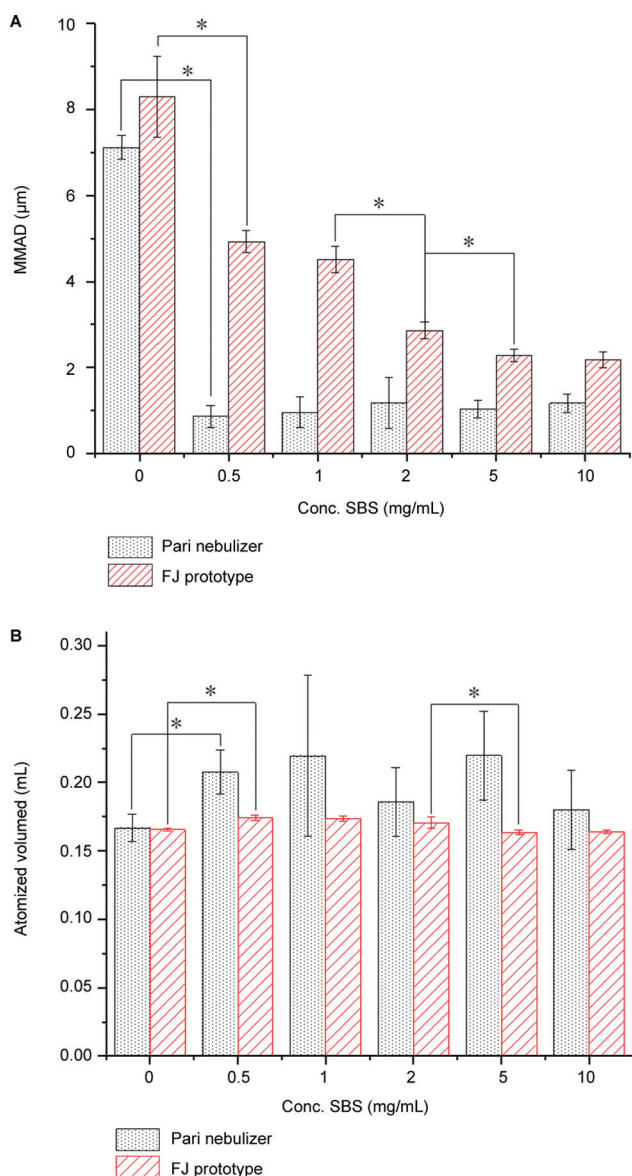 A
10
8
6
4
2
0
MMAD (µm)
*
*
*
*
0 0.5 1 2 5 10
Conc. SBS (mg/mL)
Pari nebulizer
FJ prototype
B
0.30
0.25
0.20
0.15
0.10
0.05
0.00
Atomized volumed (mL)
*
*
*
0 0.5 1 2 5 10
Conc. SBS (mg/mL)
Pari nebulizer
FJ prototype